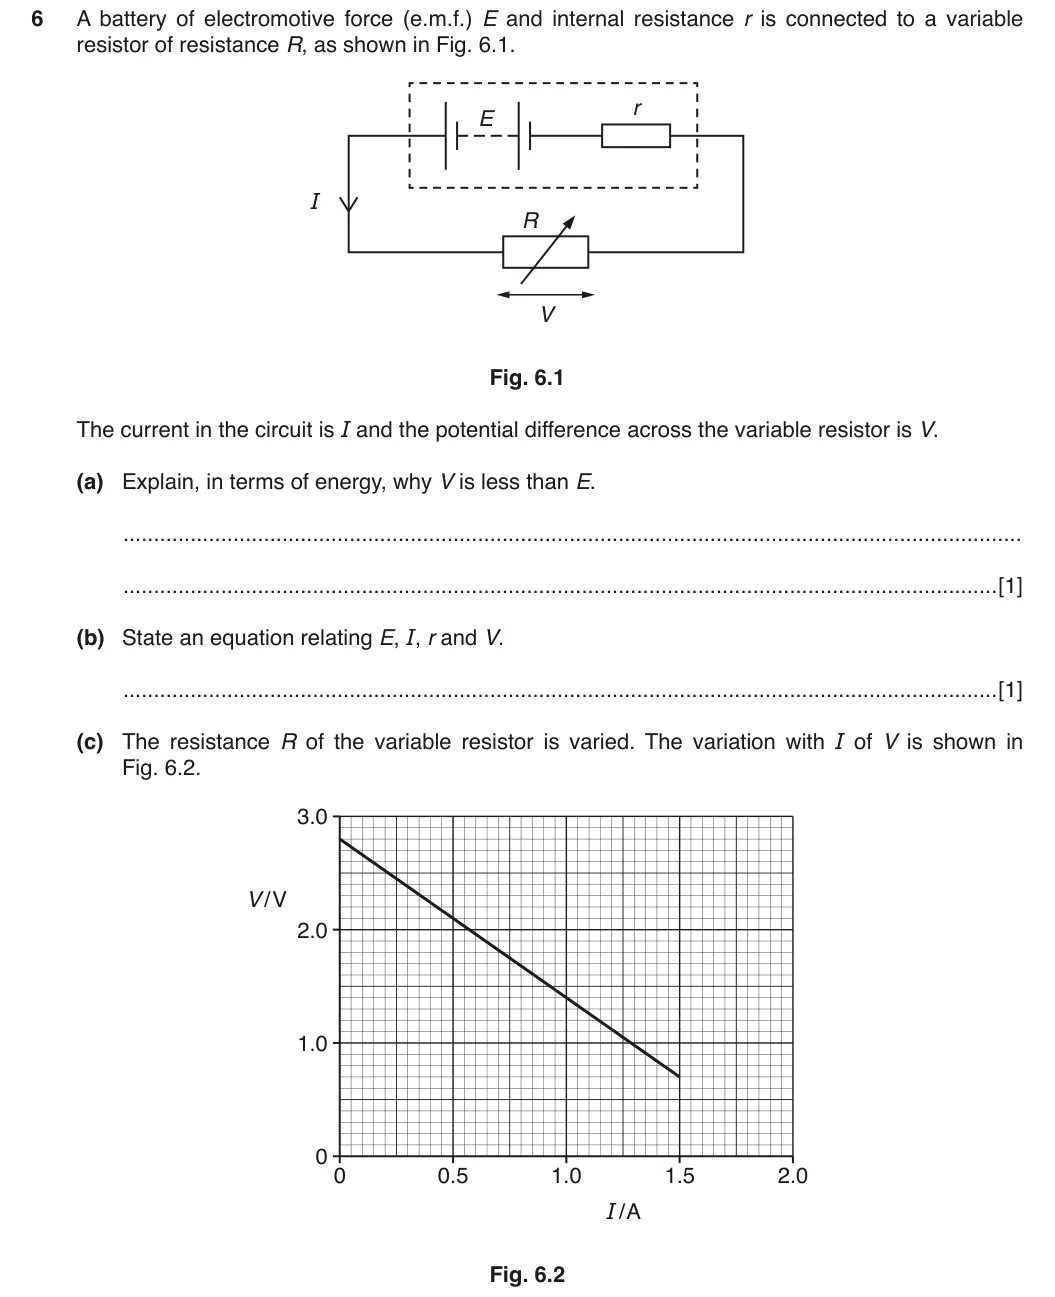 6 A battery of electromotive force (e.m.f.) E and internal resistance r is connected to a variable
resistor of resistance R, as shown in Fig. 6.1.
E
r
I
R
V
Fig. 6.1
The current in the circuit is I and the potential difference across the variable resistor is V.
(a) Explain, in terms of energy, why V is less than E.
..........................................................................................................................................................
......................................................................................................................................................[1]
(b) State an equation relating E, I, r and V.
......................................................................................................................................................[1]
(c) The resistance R of the variable resistor is varied. The variation with I of V is shown in
Fig. 6.2.
3.0
V/V
2.0
1.0
0
0 0.5 1.0 1.5 2.0
I/A
Fig. 6.2